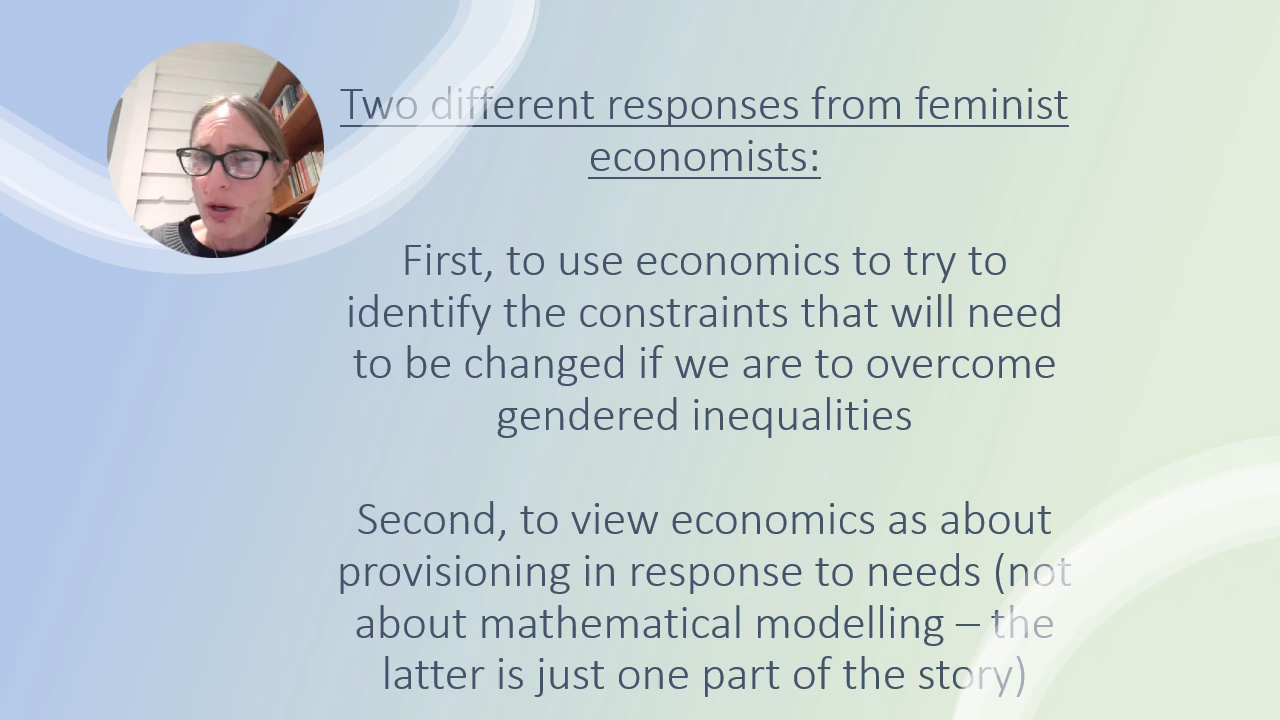 Two different responses from feminist
economists:
First, to use economics to try to
identify the constraints that will need
to be changed if we are to overcome
gendered inequalities
Second, to view economics as about
provisioning in response to needs (not
about mathematical modelling – the
latter is just one part of the story)